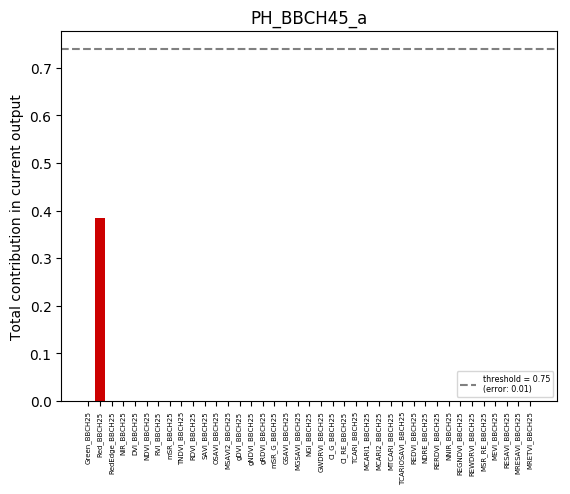 PH_BBCH45_a
Total contribution in current output
0.7
0.6
0.5
0.4
0.3
0.2
0.1
0.0
threshold = 0.75
(error: 0.01)
Green_BBCH25
Red_BBCH25
RedEdge_BBCH25
NIR_BBCH25
DVI_BBCH25
NDVI_BBCH25
RVI_BBCH25
mSR_BBCH25
TNDVI_BBCH25
RDVI_BBCH25
SAVI_BBCH25
OSAVI_BBCH25
MSAVI2_BBCH25
gDVI_BBCH25
gNDVI_BBCH25
gRDVI_BBCH25
mSR_G_BBCH25
GSAVI_BBCH25
MGSAVI_BBCH25
NGI_BBCH25
GWDRVI_BBCH25
CI_G_BBCH25
CI_RE_BBCH25
TCARI_BBCH25
MCARI1_BBCH25
MCARI2_BBCH25
MTCARI_BBCH25
TCARIOSAVI_BBCH25
REDVI_BBCH25
NDRE_BBCH25
RERDVI_BBCH25
NNIR_BBCH25
REGNDVI_BBCH25
REWDRVI_BBCH25
MSR_RE_BBCH25
MEVI_BBCH25
RESAVI_BBCH25
MRESAVI_BBCH25
MRETVI_BBCH25